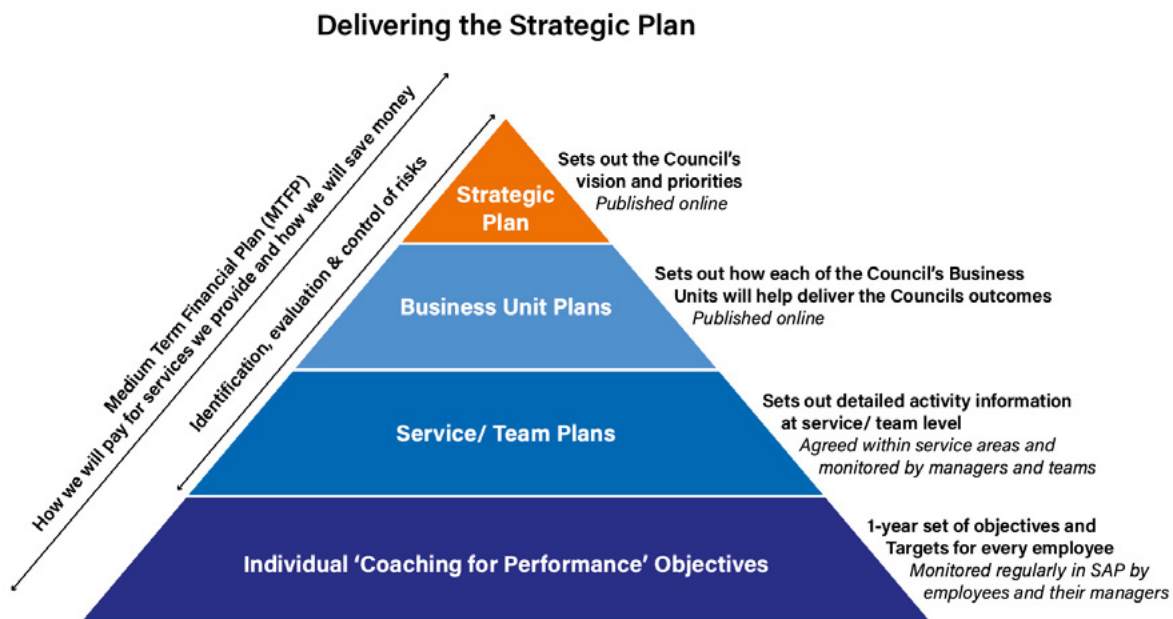 Delivering the Strategic Plan
Medium Term Financial Plan (MTFP)
How we will pay for services we provide and how we will save money
Identification, evaluation & control of risks
Strategic
Plan
Sets out the Council's
vision and priorities
Published online
Business Unit Plans
Sets out how each of the Council's Business
Units will help deliver the Councils outcomes
Published online
Service/ Team Plans
Sets out detailed activity information
at service/ team level
Agreed within service areas and
monitored by managers and teams
Individual ‘Coaching for Performance’ Objectives
1-year set of objectives and
Targets for every employee
Monitored regularly in SAP by
employees and their managers